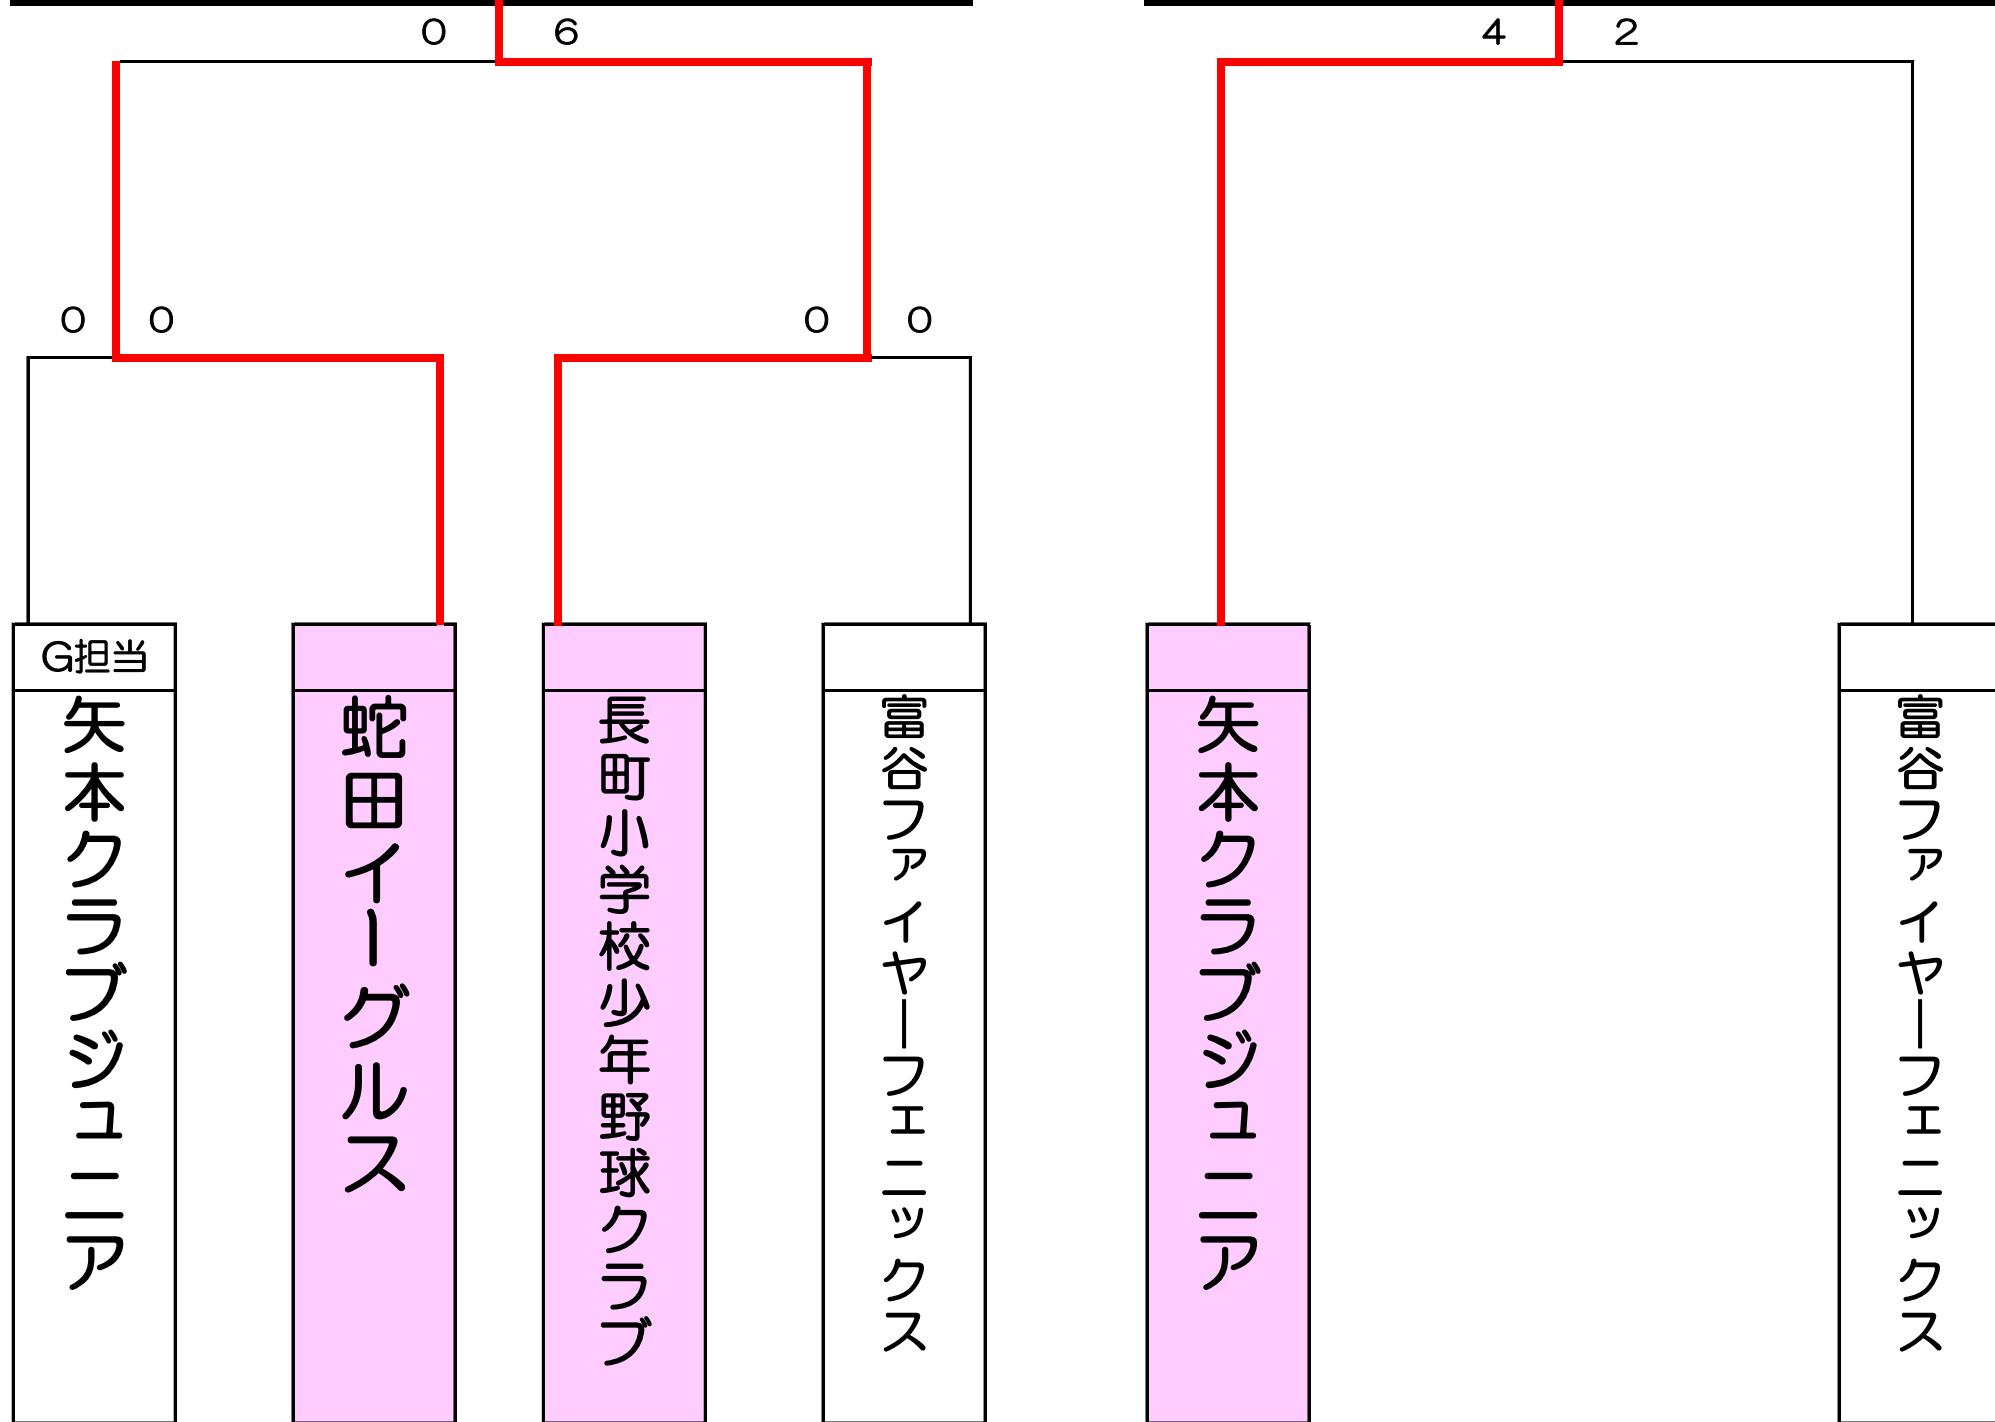 0 6 4 2
0 0 0 0
G担当
矢本クラブジュニア
蛇田イーグルス
長町小学校少年野球クラブ
富谷ファイヤーフェニックス
矢本クラブジュニア
富谷ファイヤーフェニックス